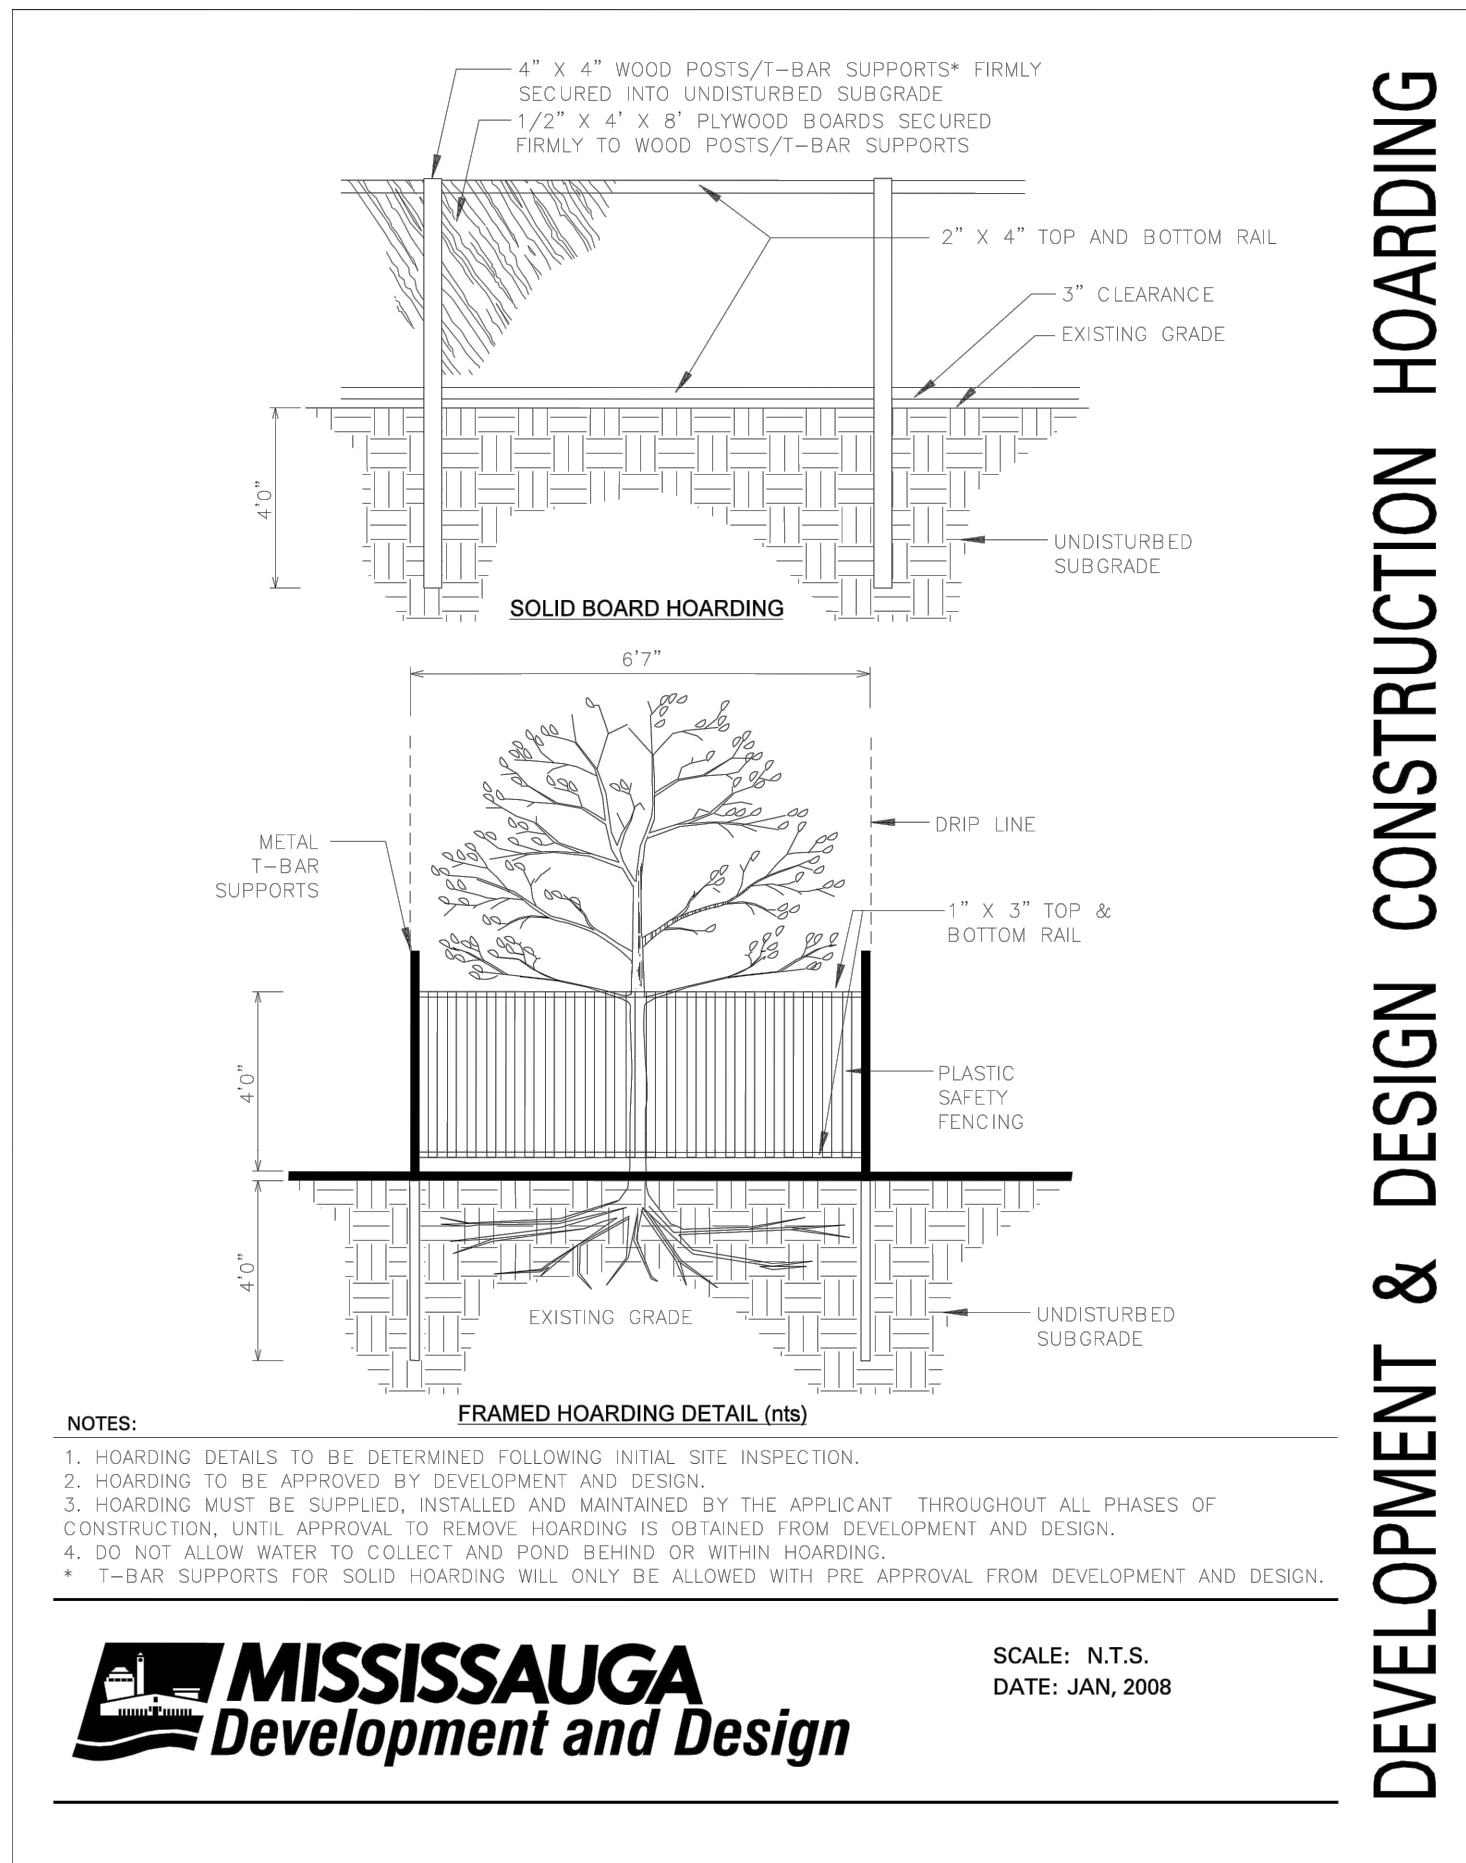 4” X 4” WOOD POSTS/T-BAR SUPPORTS* FIRMLY
SECURED INTO UNDISTURBED SUBGRADE
1/2” X 4' X 8' PLYWOOD BOARDS SECURED
FIRMLY TO WOOD POSTS/T-BAR SUPPORTS
2” X 4” TOP AND BOTTOM RAIL
3” CLEARANCE
EXISTING GRADE
4'0”
UNDISTURBED
SUBGRADE
SOLID BOARD HOARDING
6'7”
DRIP LINE
METAL
T-BAR
SUPPORTS
1” X 3” TOP &
BOTTOM RAIL
4'0”
PLASTIC
SAFETY
FENCING
4'0”
EXISTING GRADE
UNDISTURBED
SUBGRADE
FRAMED HOARDING DETAIL (nts)
NOTES:
1. HOARDING DETAILS TO BE DETERMINED FOLLOWING INITIAL SITE INSPECTION.
2. HOARDING TO BE APPROVED BY DEVELOPMENT AND DESIGN.
3. HOARDING MUST BE SUPPLIED, INSTALLED AND MAINTAINED BY THE APPLICANT THROUGHOUT ALL PHASES OF
CONSTRUCTION, UNTIL APPROVAL TO REMOVE HOARDING IS OBTAINED FROM DEVELOPMENT AND DESIGN.
4. DO NOT ALLOW WATER TO COLLECT AND POND BEHIND OR WITHIN HOARDING.
* T-BAR SUPPORTS FOR SOLID HOARDING WILL ONLY BE ALLOWED WITH PRE APPROVAL FROM DEVELOPMENT AND DESIGN.
MISSISSAUGA
Development and Design
SCALE: N.T.S.
DATE: JAN, 2008
DEVELOPMENT & DESIGN CONSTRUCTION HOARDING